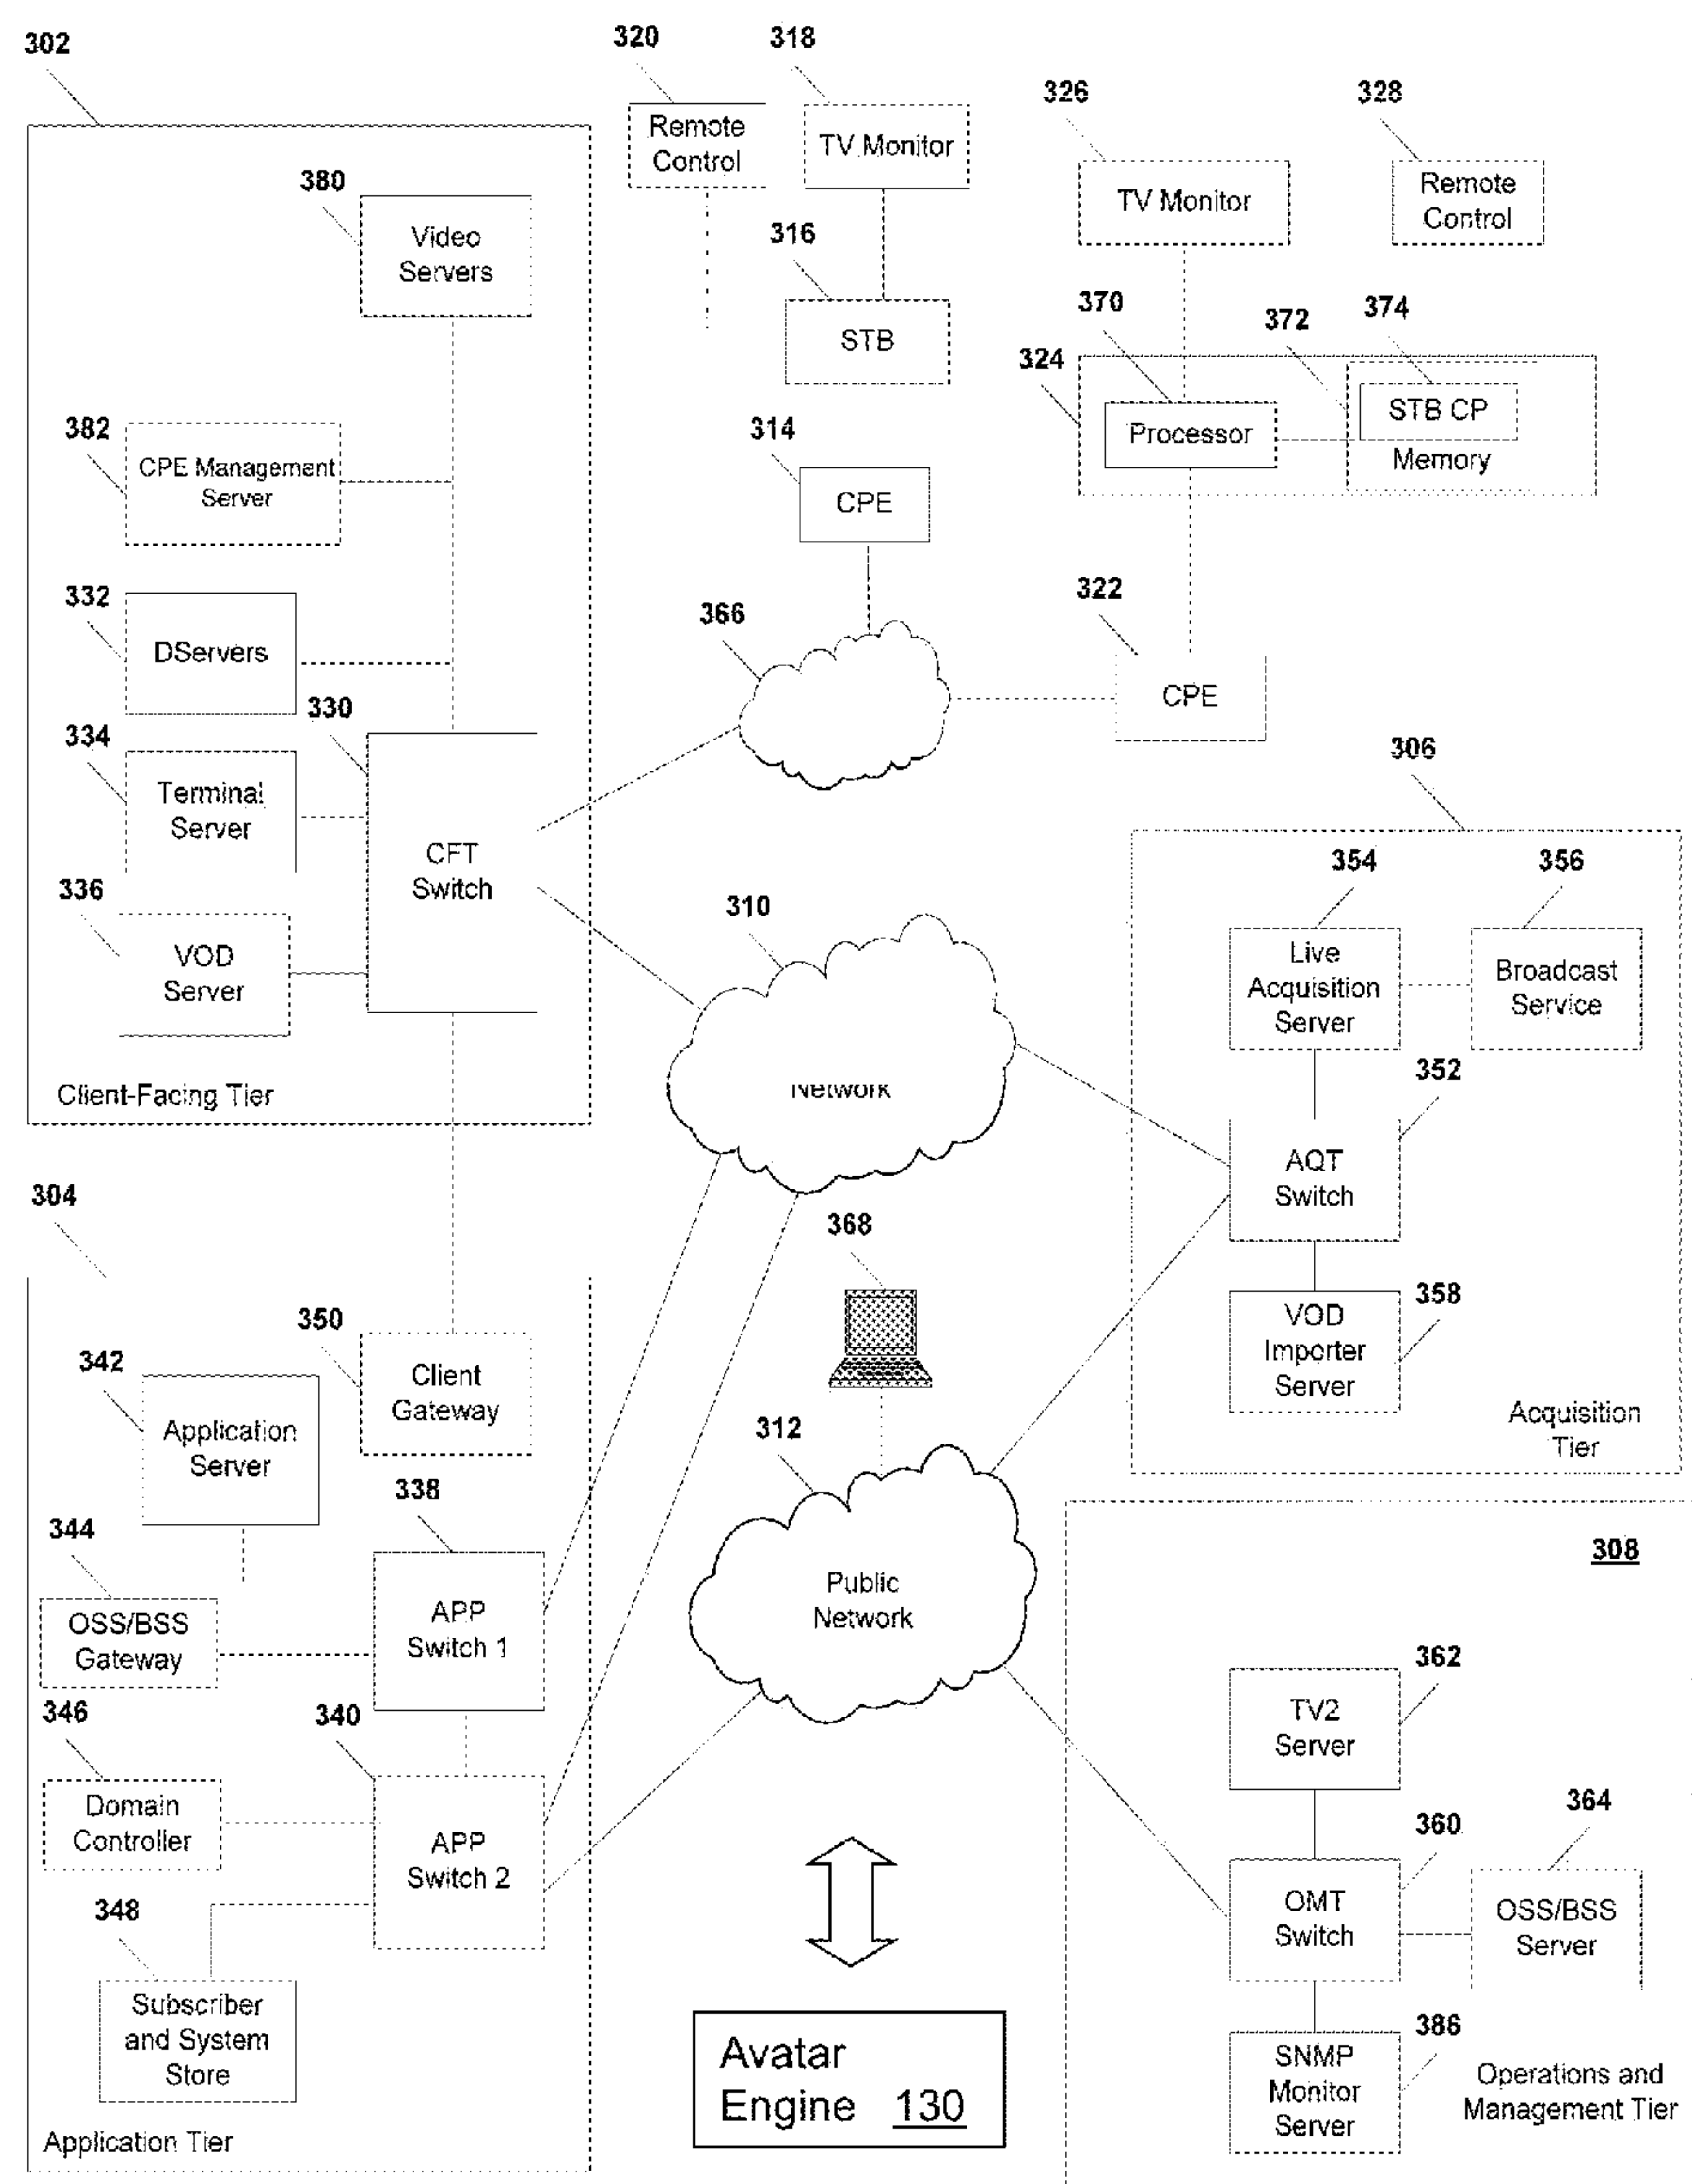 302
320
318
326
328
Remote
Control
TV Monitor
TV Monitor
Remote
Control
380
Video
Servers
316
STB
370
372
374
324
Processor
STB CP
Memory
382
CPE Management
Server
314
CPE
332
DServers
366
322
CPE
330
334
Terminal
Server
336
VOD
Server
CFT
Switch
Client-Facing Tier
310
Network
306
354
356
Live
Acquisition
Server
Broadcast
Service
352
AQT
Switch
358
VOD
Importer
Server
Acquisition
Tier
304
350
Client
Gateway
342
Application
Server
368
312
Public
Network
338
344
OSS/BSS
Gateway
APP
Switch 1
346
340
Domain
Controller
APP
Switch 2
348
Subscriber
and System
Store
Application Tier
308
362
TV2
Server
360
364
OMT
Switch
OSS/BSS
Server
386
SNMP
Monitor
Server
Operations and
Management Tier
Avatar
Engine 130